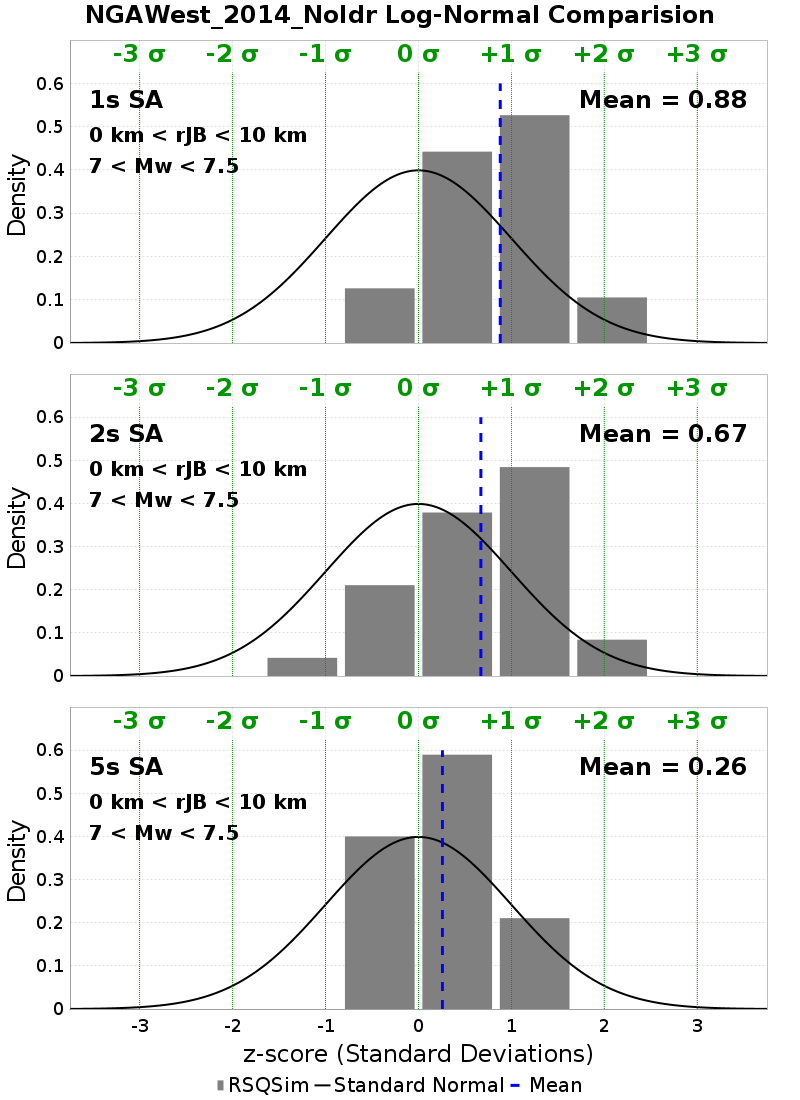 NGAWest_2014_NoIdr Log-Normal Comparision
-3 σ -2 σ -1 σ 0 σ +1 σ +2 σ +3 σ
1s SA
Mean = 0.88
0 km < rJB < 10 km
7 < Mw < 7.5
0.6
0.5
0.4
0.3
0.2
0.1
0
Density
-3 σ -2 σ -1 σ 0 σ +1 σ +2 σ +3 σ
2s SA
Mean = 0.67
0 km < rJB < 10 km
7 < Mw < 7.5
0.6
0.5
0.4
0.3
0.2
0.1
0
Density
-3 σ -2 σ -1 σ 0 σ +1 σ +2 σ +3 σ
5s SA
Mean = 0.26
0 km < rJB < 10 km
7 < Mw < 7.5
0.6
0.5
0.4
0.3
0.2
0.1
0
Density
-3 -2 -1 0 1 2 3
z-score (Standard Deviations)
RSQSim Standard Normal Mean